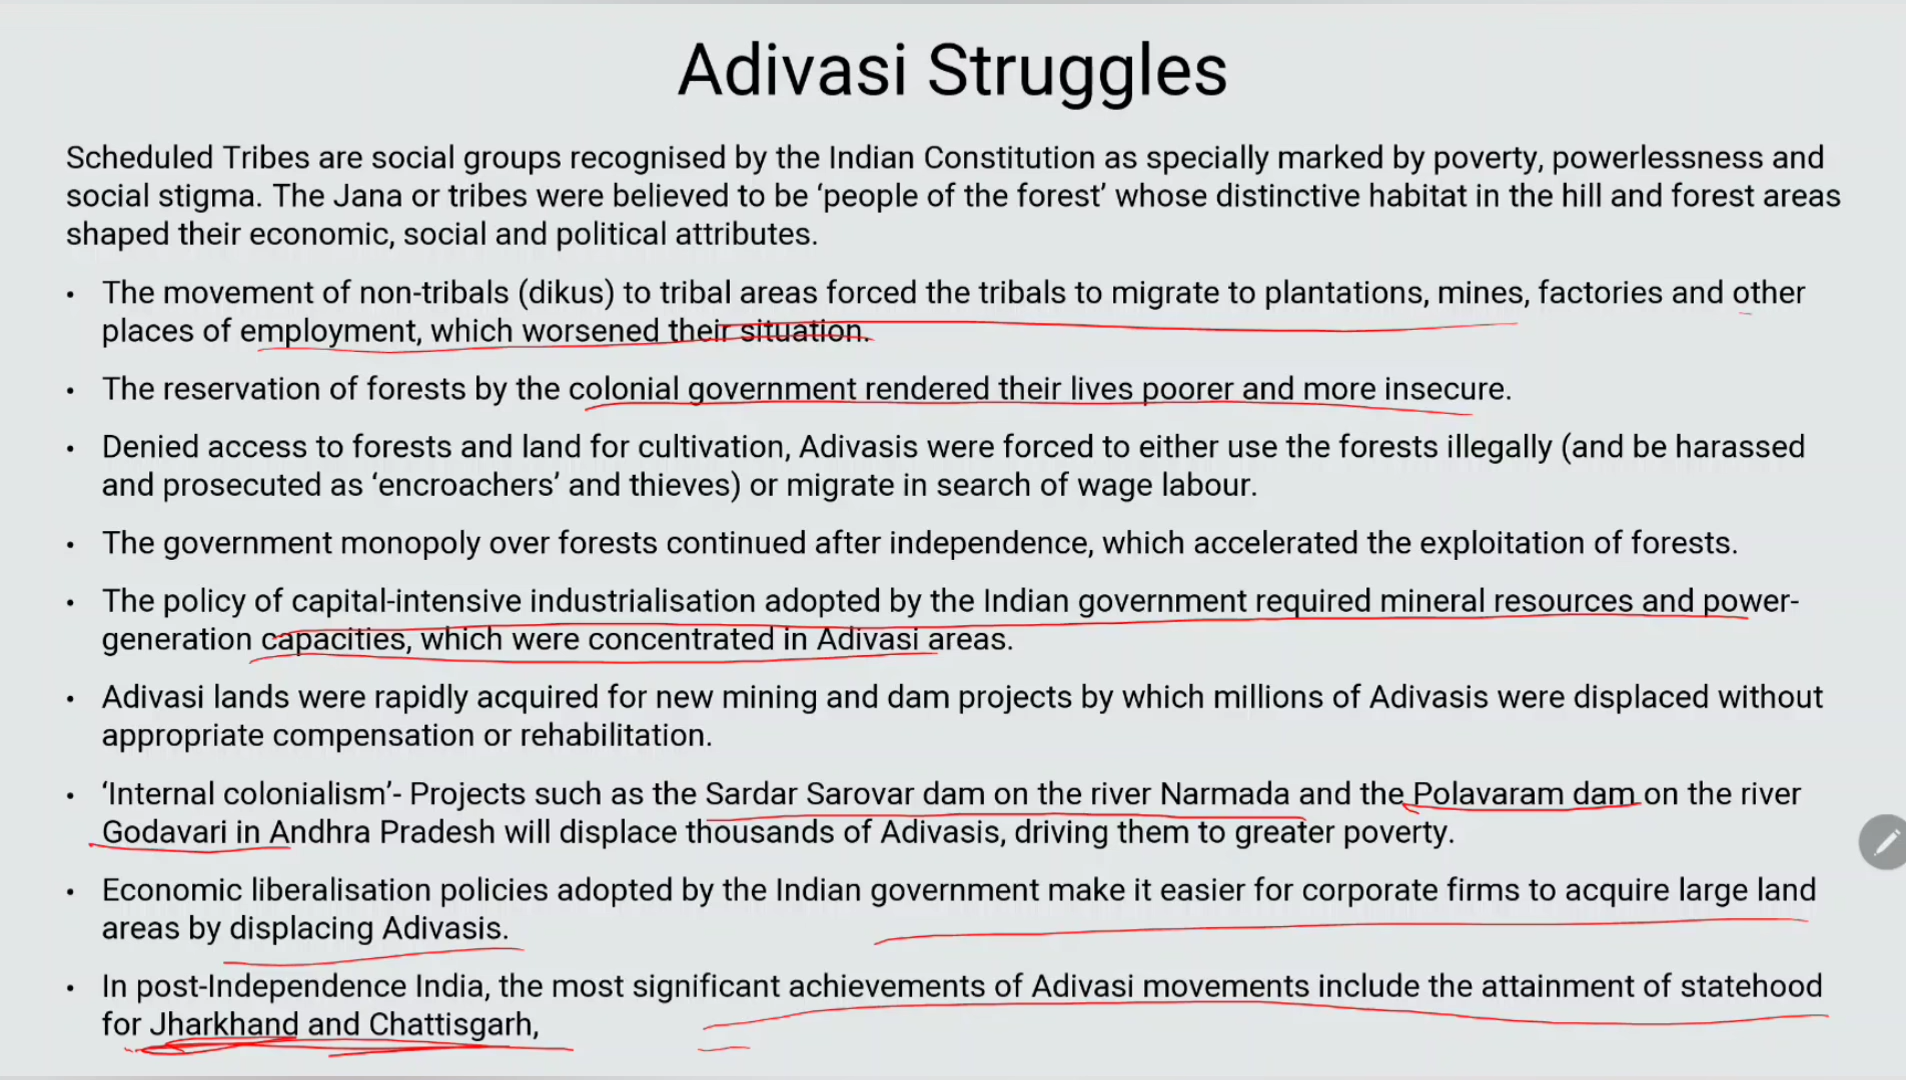 Adivasi Struggles
Scheduled Tribes are social groups recognised by the Indian Constitution as specially marked by poverty, powerlessness and
social stigma. The Jana or tribes were believed to be ‘people of the forest’ whose distinctive habitat in the hill and forest areas
shaped their economic, social and political attributes.
• The movement of non-tribals (dikus) to tribal areas forced the tribals to migrate to plantations, mines, factories and other
places of employment, which worsened their situation.
• The reservation of forests by the colonial government rendered their lives poorer and more insecure.
• Denied access to forests and land for cultivation, Adivasis were forced to either use the forests illegally (and be harassed
and prosecuted as ‘encroachers’ and thieves) or migrate in search of wage labour.
• The government monopoly over forests continued after independence, which accelerated the exploitation of forests.
• The policy of capital-intensive industrialisation adopted by the Indian government required mineral resources and power-
generation capacities, which were concentrated in Adivasi areas.
• Adivasi lands were rapidly acquired for new mining and dam projects by which millions of Adivasis were displaced without
appropriate compensation or rehabilitation.
• ‘Internal colonialism’- Projects such as the Sardar Sarovar dam on the river Narmada and the Polavaram dam on the river
Godavari in Andhra Pradesh will displace thousands of Adivasis, driving them to greater poverty.
• Economic liberalisation policies adopted by the Indian government make it easier for corporate firms to acquire large land
areas by displacing Adivasis.
• In post-Independence India, the most significant achievements of Adivasi movements include the attainment of statehood
for Jharkhand and Chattisgarh,